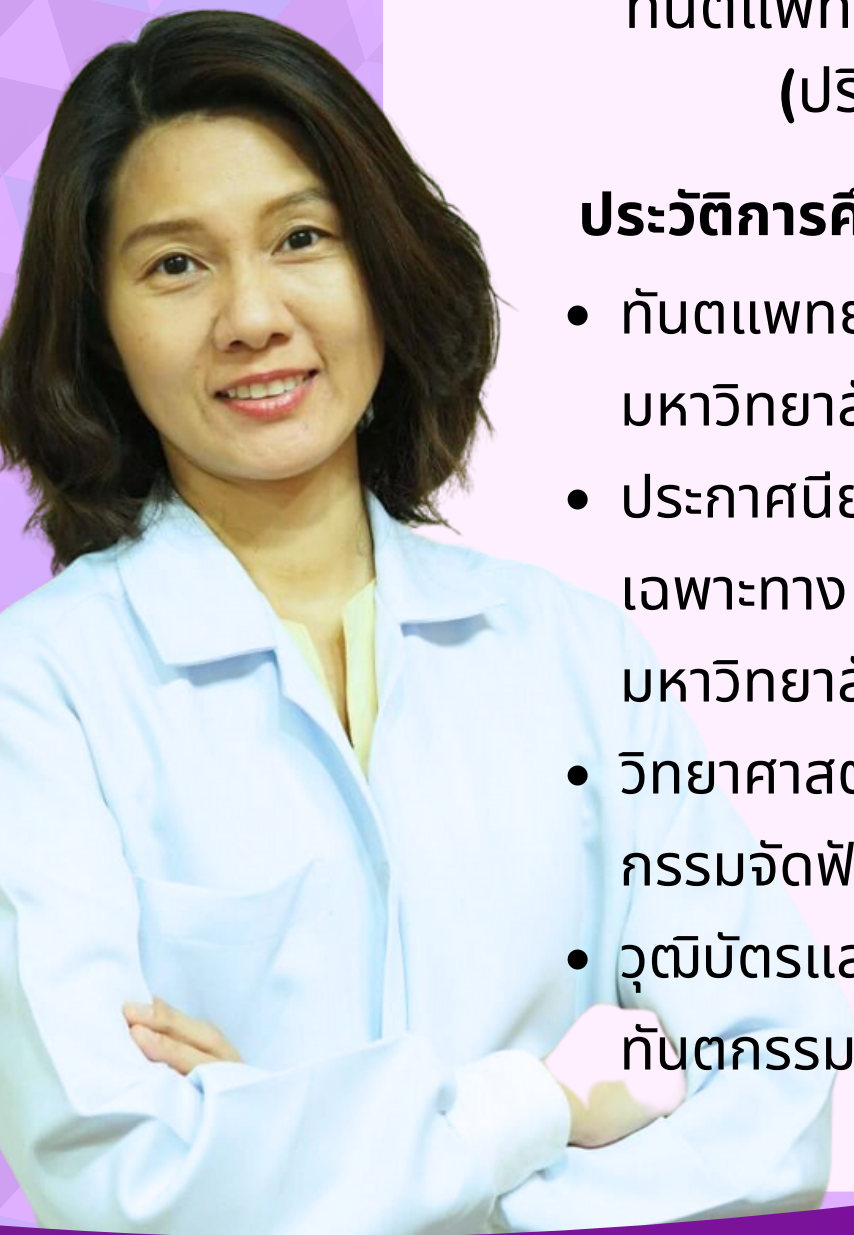 ทันตแพท
(ปริ
ประวัติการศึ
• ทันตแพทย
มหาวิทยาลั
• ประกาศนีย
เฉพาะทาง
มหาวิทยาลั
• วิทยาศาสต
กรรมจัดฟั
• วุฒิบัตรแล
ทันตกรรม